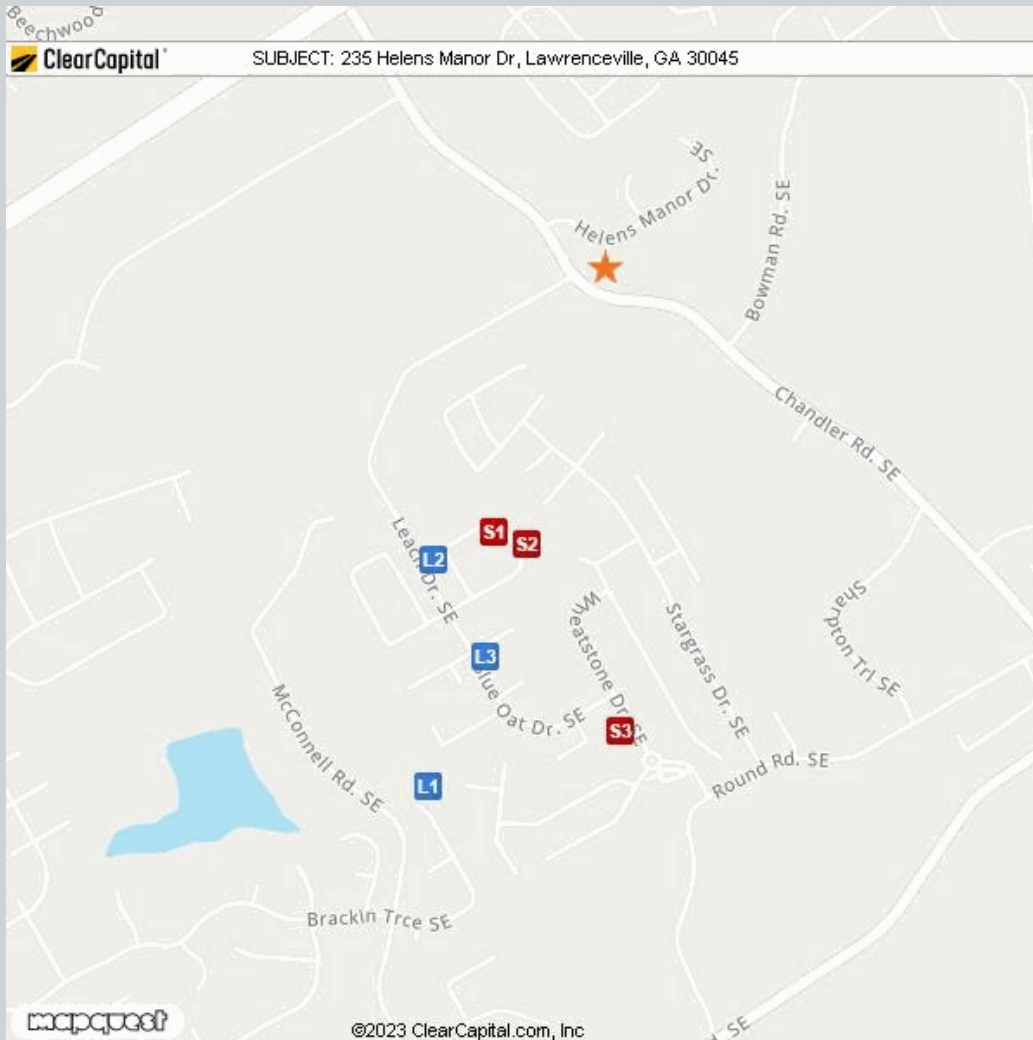 Beechwood
ClearCapital
SUBJECT: 235 Helens Manor Dr, Lawrenceville, GA 30045
Helens Manor Dr. SE
Bowman Rd. SE
Chandler Rd. SE
S1
S2
L2
Leach Dr. SE
Wheatstone Dr. SE
Stargrass Dr. SE
Sharpton Trl SE
L3
Blue Oat Dr. SE
McConnell Rd. SE
S3
Round Rd. SE
L1
Brackin Trce SE
mapquest
©2023 ClearCapital.com, Inc
d. SE